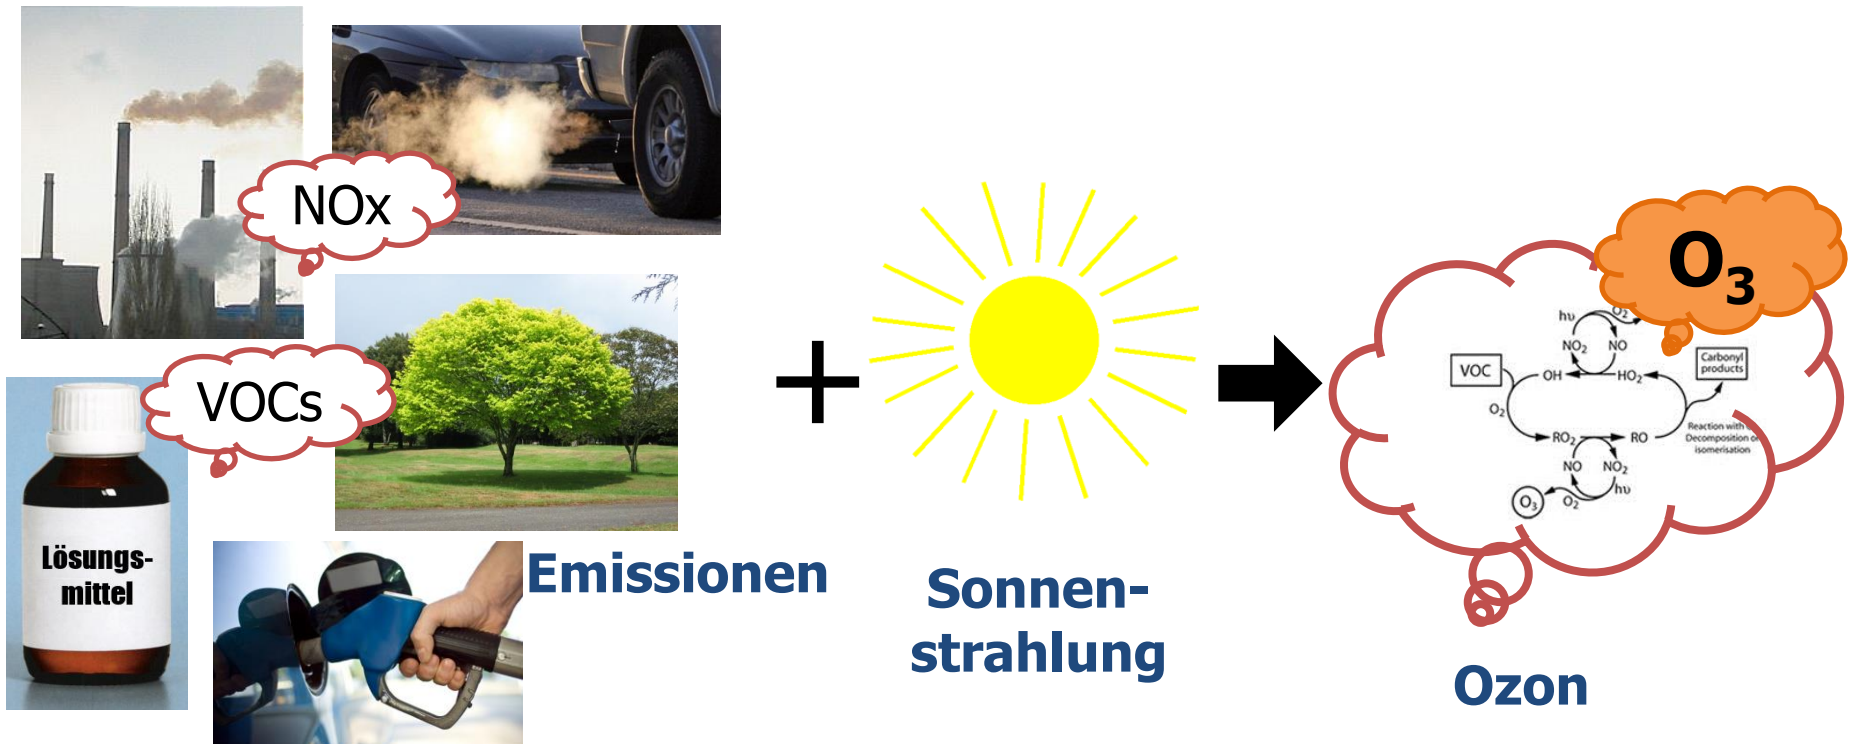 NOx
VOCs
Lösungs-
mittel
Emissionen
Sonnen-
strahlung
O3
hυ
O2
NO2
NO
Carbonyl
products
VOC
OH
HO2
O2
RO2
RO
Reaction with
Decomposition or
isomerisation
NO
NO2
hυ
O3
O2
Ozon